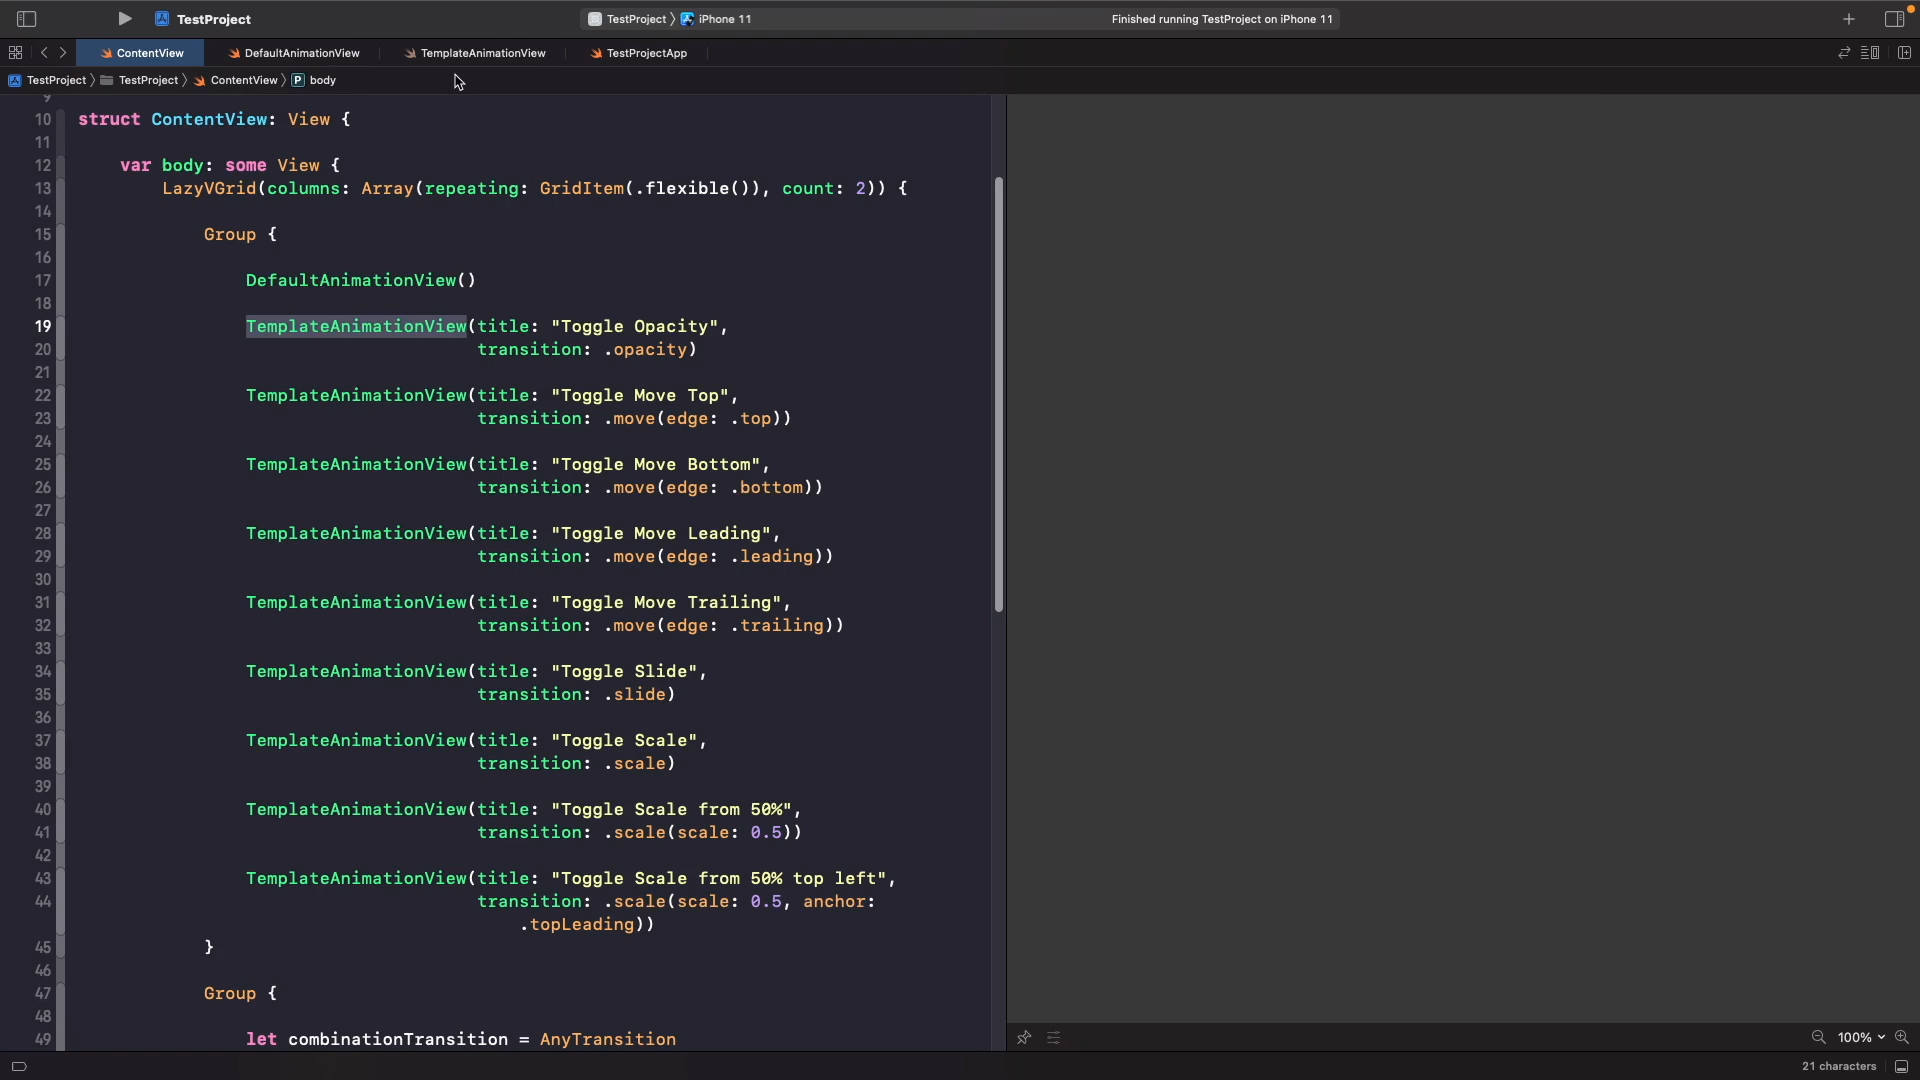 TestProject
TestProject 〉 iPhone 11
Finished running TestProject on iPhone 11
ContentView
DefaultAnimationView
TemplateAnimationView
TestProjectApp
TestProject 〉 TestProject 〉 ContentView 〉 P body
9
10 struct ContentView: View {
11
12     var body: some View {
13         LazyVGrid(columns: Array(repeating: GridItem(.flexible()), count: 2)) {
14
15             Group {
16
17                 DefaultAnimationView()
18
19                 TemplateAnimationView(title: "Toggle Opacity",
20                                       transition: .opacity)
21
22                 TemplateAnimationView(title: "Toggle Move Top",
23                                       transition: .move(edge: .top))
24
25                 TemplateAnimationView(title: "Toggle Move Bottom",
26                                       transition: .move(edge: .bottom))
27
28                 TemplateAnimationView(title: "Toggle Move Leading",
29                                       transition: .move(edge: .leading))
30
31                 TemplateAnimationView(title: "Toggle Move Trailing",
32                                       transition: .move(edge: .trailing))
33
34                 TemplateAnimationView(title: "Toggle Slide",
35                                       transition: .slide)
36
37                 TemplateAnimationView(title: "Toggle Scale",
38                                       transition: .scale)
39
40                 TemplateAnimationView(title: "Toggle Scale from 50%",
41                                       transition: .scale(scale: 0.5))
42
43                 TemplateAnimationView(title: "Toggle Scale from 50% top left",
44                                       transition: .scale(scale: 0.5, anchor:
                                          .topLeading))
45             }
46
47             Group {
48
49                 let combinationTransition = AnyTransition
100%
21 characters